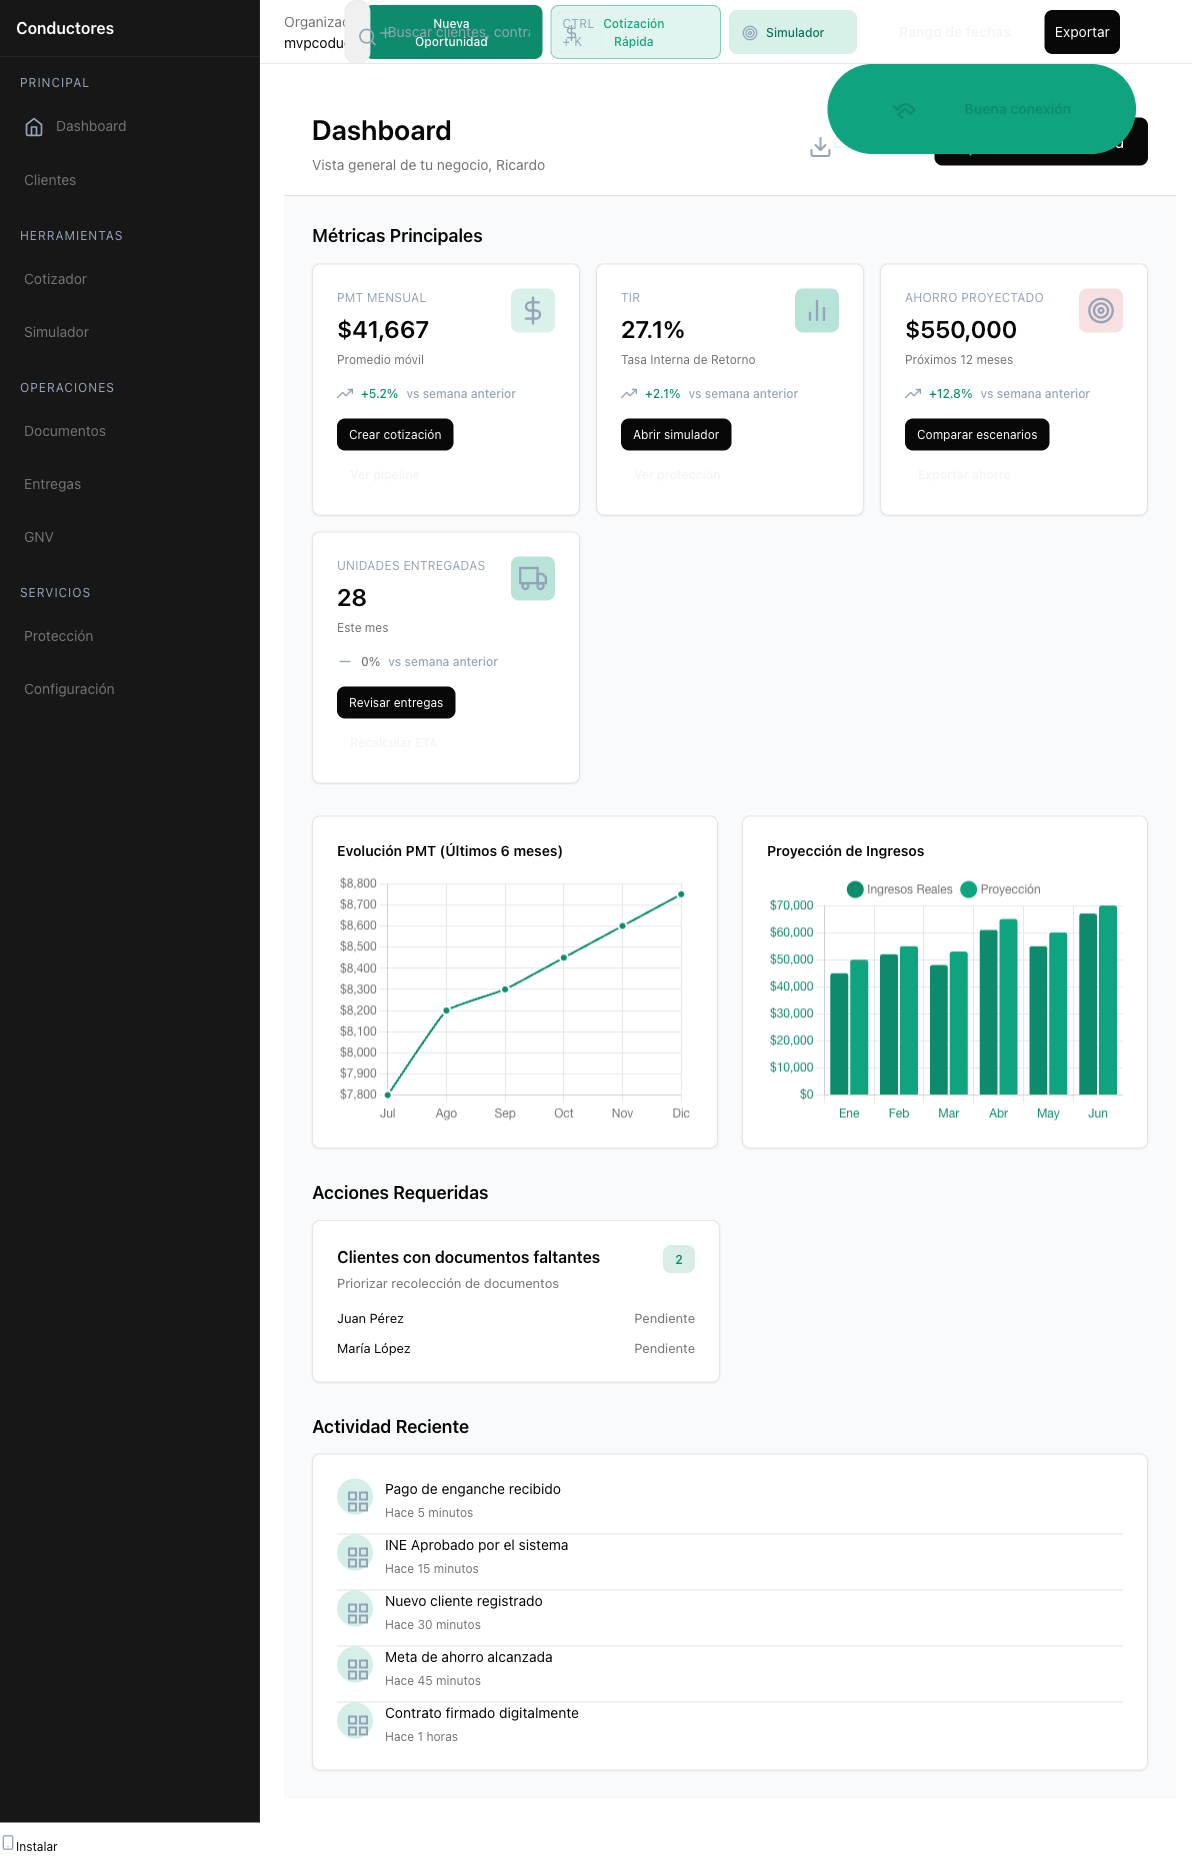 Conductores
PRINCIPAL
Dashboard
Clientes
HERRAMIENTAS
Cotizador
Simulador
OPERACIONES
Documentos
Entregas
GNV
SERVICIOS
Protección
Configuración
Instalar
mvpcodu
Buscar clientes, contr
Nueva
Oportunidad
CTRL
+ K
Cotización
Rápida
Simulador
Rango de fechas
Exportar
Buena conexión
Dashboard
Vista general de tu negocio, Ricardo
Métricas Principales
PMT MENSUAL
$41,667
Promedio móvil
+5.2% vs semana anterior
Crear cotización
Ver pipeline
TIR
27.1%
Tasa Interna de Retorno
+2.1% vs semana anterior
Abrir simulador
Ver protección
AHORRO PROYECTADO
$550,000
Próximos 12 meses
+12.8% vs semana anterior
Comparar escenarios
Exportar ahorro
UNIDADES ENTREGADAS
28
Este mes
0% vs semana anterior
Revisar entregas
Recalcular ETA
Evolución PMT (Últimos 6 meses)
$8,800
$8,700
$8,600
$8,500
$8,400
$8,300
$8,200
$8,100
$8,000
$7,900
$7,800
Jul Ago Sep Oct Nov Dic
Proyección de Ingresos
Ingresos Reales Proyección
$70,000
$60,000
$50,000
$40,000
$30,000
$20,000
$10,000
$0
Ene Feb Mar Abr May Jun
Acciones Requeridas
Clientes con documentos faltantes 2
Priorizar recolección de documentos
Juan Pérez Pendiente
María López Pendiente
Actividad Reciente
Pago de enganche recibido
Hace 5 minutos
INE Aprobado por el sistema
Hace 15 minutos
Nuevo cliente registrado
Hace 30 minutos
Meta de ahorro alcanzada
Hace 45 minutos
Contrato firmado digitalmente
Hace 1 horas